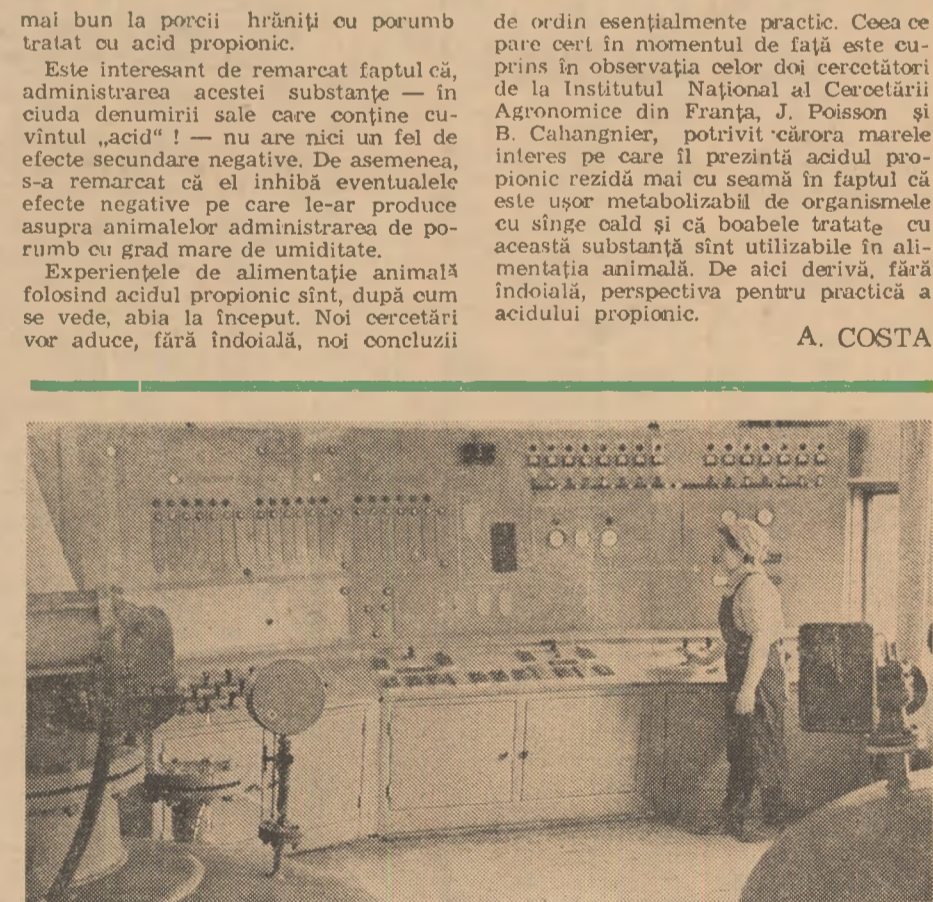 mai bun la porcii hrăniți cu porumb
tratat cu acid propionic.
Este interesant de remarcat faptul că,
administrarea acestei substanțe — în
ciuda denumirii sale care conține cu-
vîntul „acid“ ! — nu are nici un fel de
efecte secundare negative. De asemenea,
s-a remarcat că el inhibă eventualele
efecte negative pe care le-ar produce
asupra animalelor administrarea de po-
rumb cu grad mare de umiditate.
Experiențele de alimentație animală
folosind acidul propionic sînt, după cum
se vede, abia la început. Noi cercetări
vor aduce, fără îndoială, noi concluzii
de ordin esențialmente practic. Ceea ce
pare cert în momentul de față este cu-
prins în observația celor doi cercetători
de la Institutul Național al Cercetării
Agronomice din Franța, J. Poisson și
B. Cahangnier, potrivit cărora marele
interes pe care îl prezintă acidul pro-
pionic rezidă mai cu seamă în faptul că
este ușor metabolizabil de organismele
cu sînge cald și că boabele tratate cu
această substanță sînt utilizabile în ali-
mentația animală. De aici derivă, fără
îndoială, perspectiva pentru practică a
acidului propionic.
A. COSTA